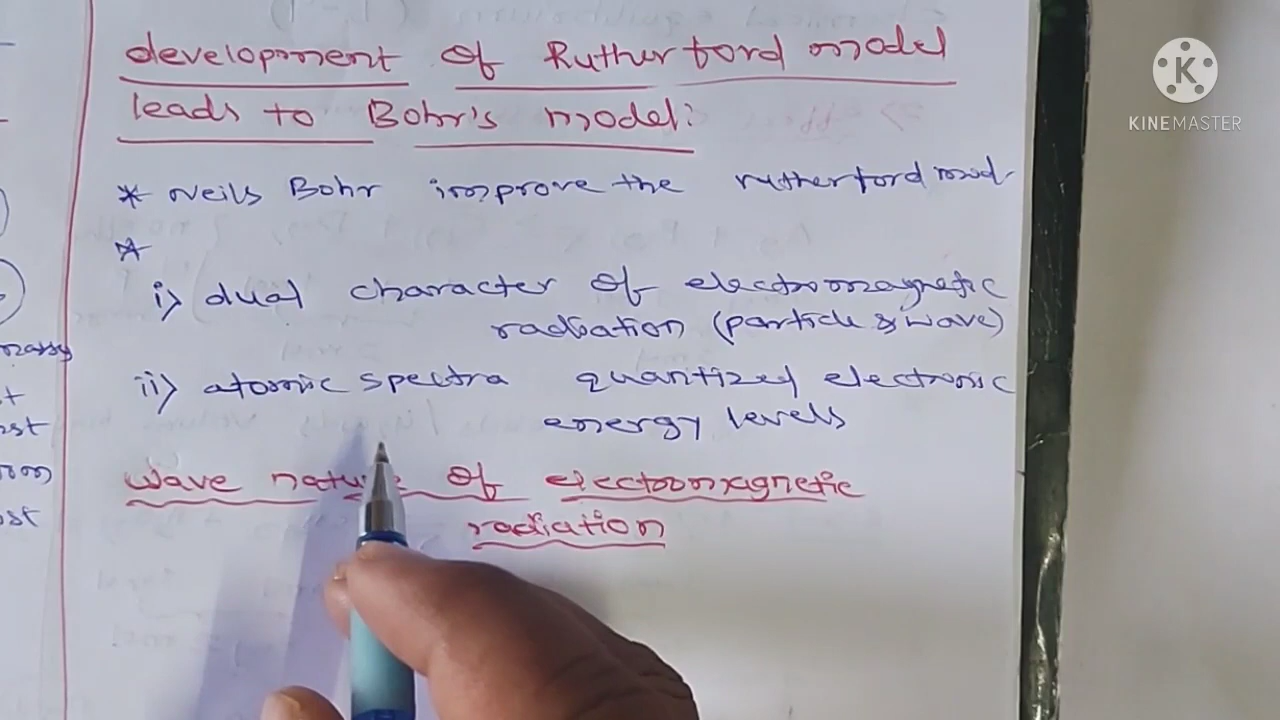 development of Rutherford model
leads to Bohr's model:
* Neils Bohr improve the rutherford mod-
*
i) dual character of electromagnetic
radiation (particle & wave)
ii) atomic spectra quantized electronic
energy levels
wave nature of electromagnetic
radiation
KINEMASTER